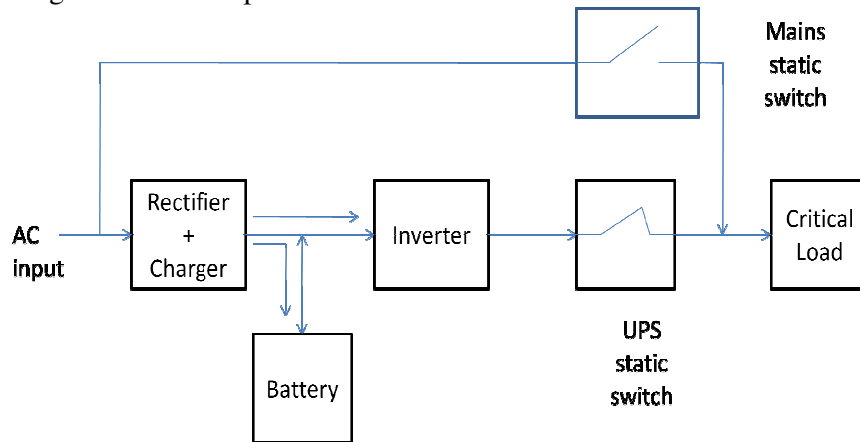 Mains
static
switch
Rectifier
+
Charger
Inverter
Critical
Load
AC
input
UPS
static
switch
Battery